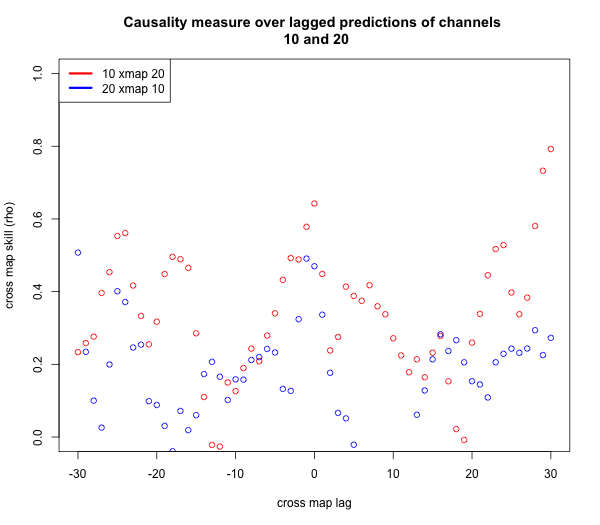 Causality measure over lagged predictions of channels
10 and 20
10 xmap 20
20 xmap 10
cross map skill (rho)
1.0
0.8
0.6
0.4
0.2
0.0
-30 -20 -10 0 10 20 30
cross map lag